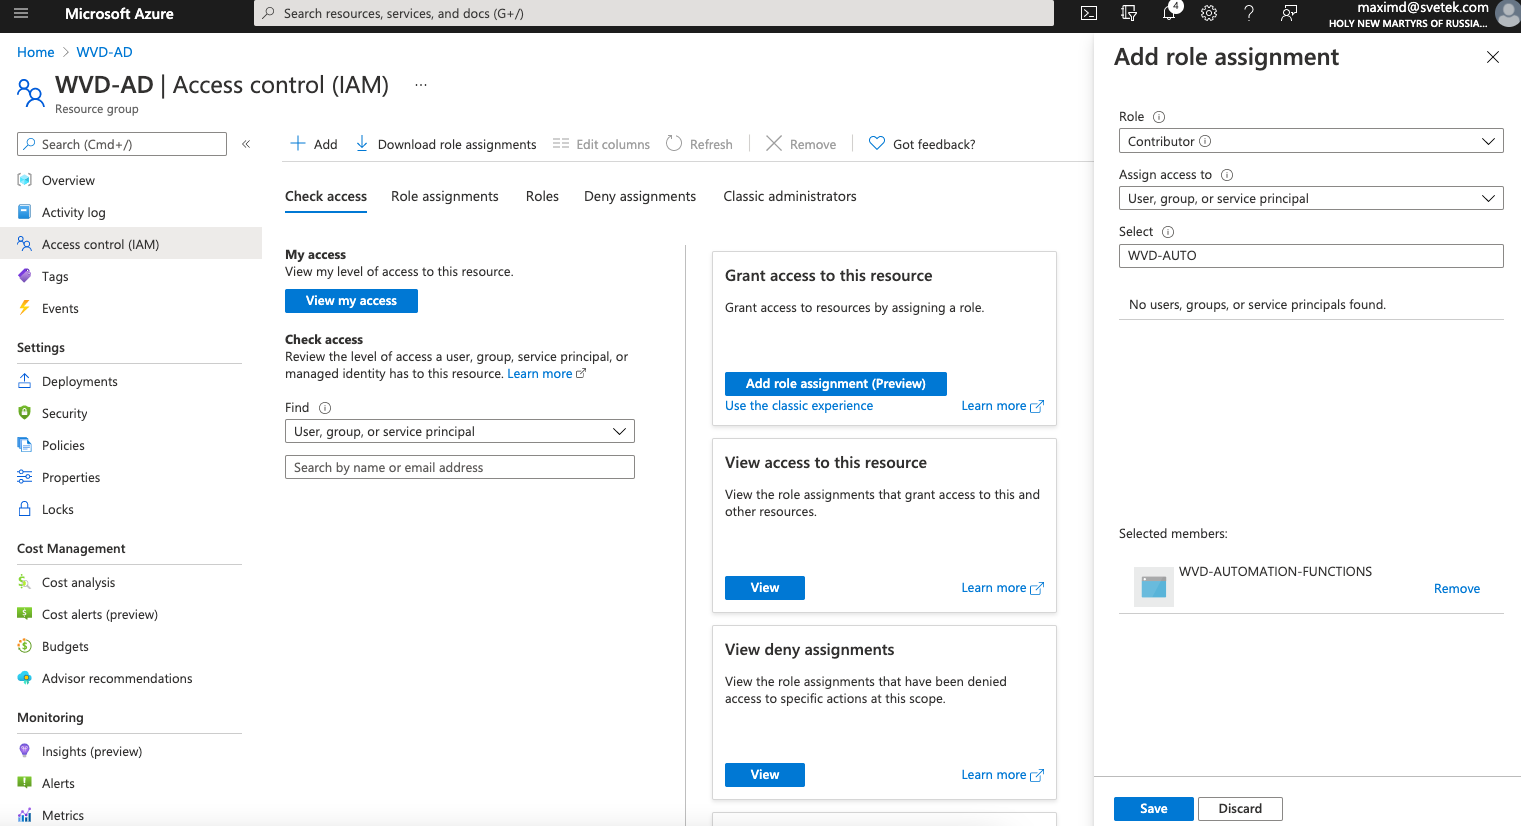 Microsoft Azure
Search resources, services, and docs (G+/)
4
maximd@svetek.com
HOLY NEW MARTYRS OF RUSSIA...
Home > WVD-AD
WVD-AD | Access control (IAM) ...
Resource group
Search (Cmd+/)
«
Overview
Activity log
Access control (IAM)
Tags
Events
Settings
Deployments
Security
Policies
Properties
Locks
Cost Management
Cost analysis
Cost alerts (preview)
Budgets
Advisor recommendations
Monitoring
Insights (preview)
Alerts
Metrics
Add Download role assignments Edit columns Refresh Remove Got feedback?
Check access Role assignments Roles Deny assignments Classic administrators
My access
View my level of access to this resource.
View my access
Check access
Review the level of access a user, group, service principal, or
managed identity has to this resource. Learn more
Find
User, group, or service principal
Search by name or email address
Grant access to this resource
Grant access to resources by assigning a role.
Add role assignment (Preview)
Use the classic experience Learn more
View access to this resource
View the role assignments that grant access to this and
other resources.
View Learn more
View deny assignments
View the role assignments that have been denied
access to specific actions at this scope.
View Learn more
Add role assignment
Role
Contributor
Assign access to
User, group, or service principal
Select
WVD-AUTO
No users, groups, or service principals found.
Selected members:
WVD-AUTOMATION-FUNCTIONS
Remove
Save Discard